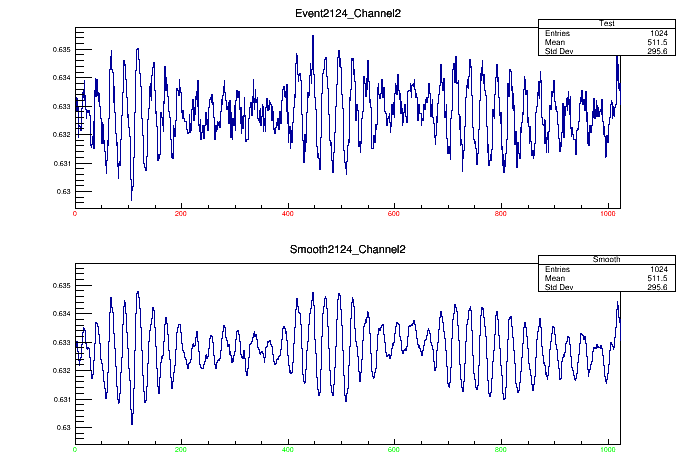 Event2124_Channel2
Test
Entries 1024
Mean 511.5
Std Dev 295.6
0.635
0.634
0.633
0.632
0.631
0.63
0 200 400 600 800 1000
Smooth2124_Channel2
Smooth
Entries 1024
Mean 511.5
Std Dev 295.6
0.635
0.634
0.633
0.632
0.631
0.63
0 200 400 600 800 1000